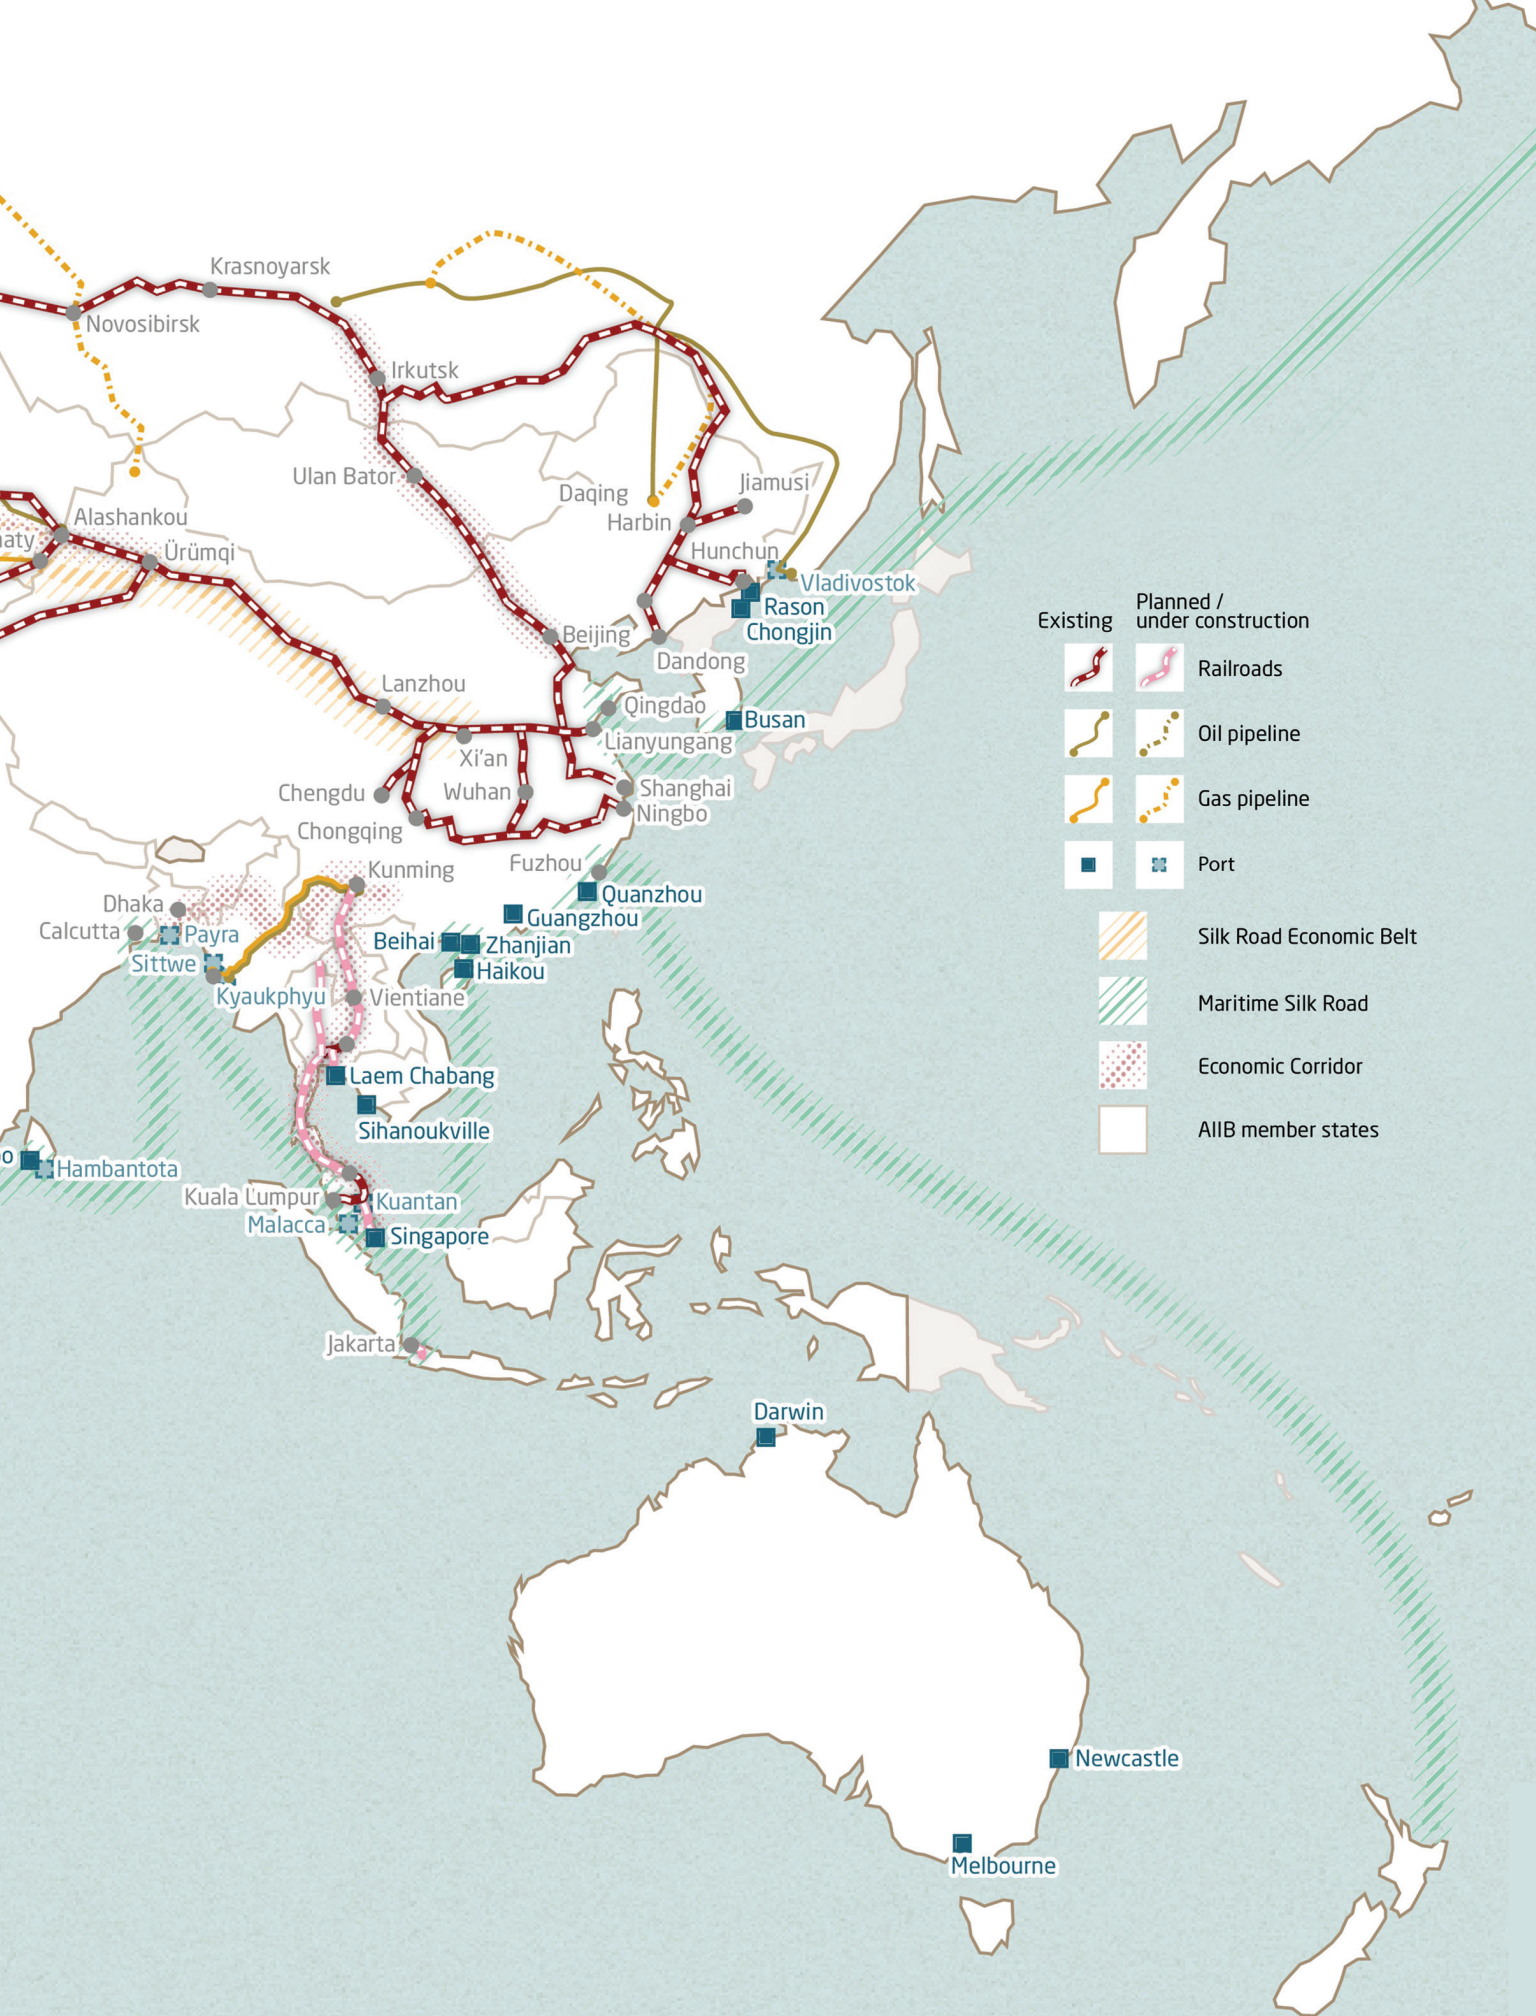 Krasnoyarsk
Novosibirsk
Irkutsk
Ulan Bator
Daqing
Jiamusi
Alashankou
Harbin
naty
Ürümqi
Hunchun
Vladivostok
Rason
Chongjin
Beijing
Dandong
Lanzhou
Qingdao
Busan
Lianyungang
Xi'an
Chengdu
Wuhan
Shanghai
Ningbo
Chongqing
Fuzhou
Kunming
Quanzhou
Dhaka
Guangzhou
Calcutta
Payra
Beihai
Zhanjian
Sittwe
Haikou
Kyaukphyu
Vientiane
Laem Chabang
Sihanoukville
oo
Hambantota
Kuala Lumpur
Kuantan
Malacca
Singapore
Jakarta
Darwin
Newcastle
Melbourne
Existing
Planned /
under construction
Railroads
Oil pipeline
Gas pipeline
Port
Silk Road Economic Belt
Maritime Silk Road
Economic Corridor
AIIB member states